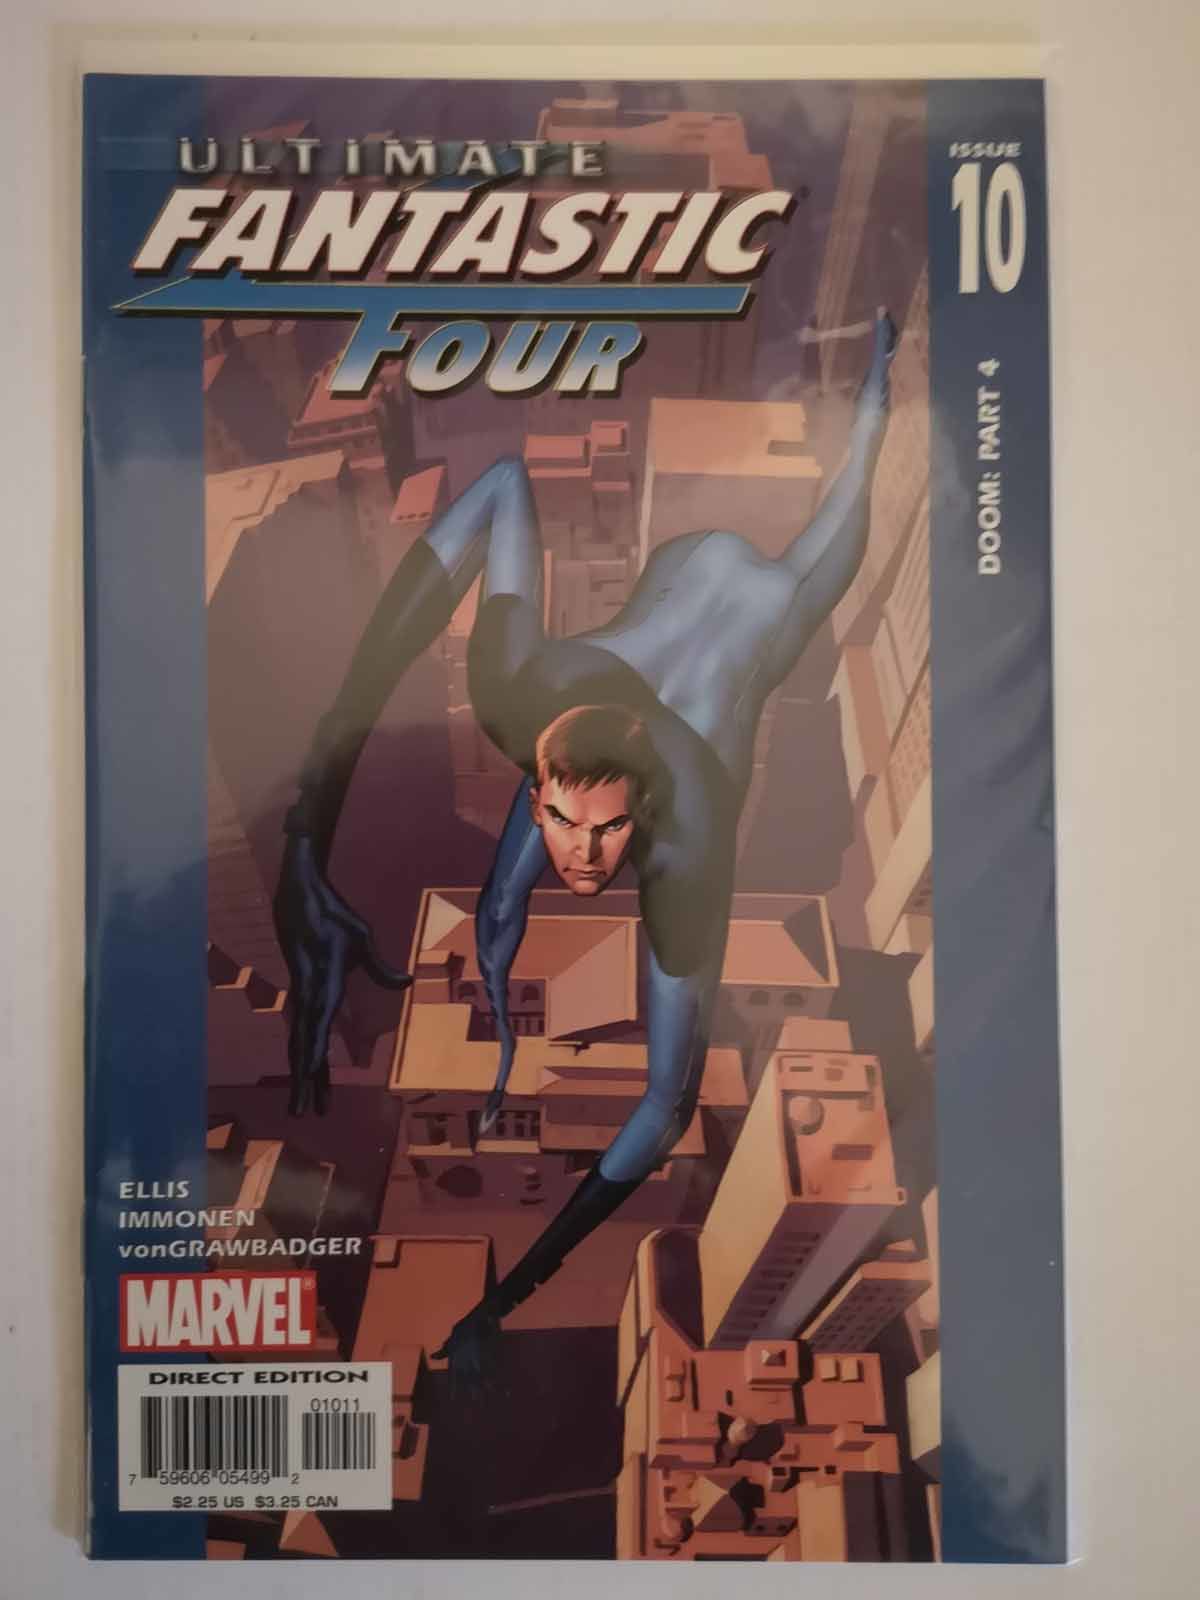 ULTIMATE
FANTASTIC
FOUR
ISSUE
10
DOOM: PART 4
ELLIS
IMMONEN
vonGRAWBADGER
MARVEL®
DIRECT EDITION
01011
7 59606 05499 2
$2.25 US $3.25 CAN